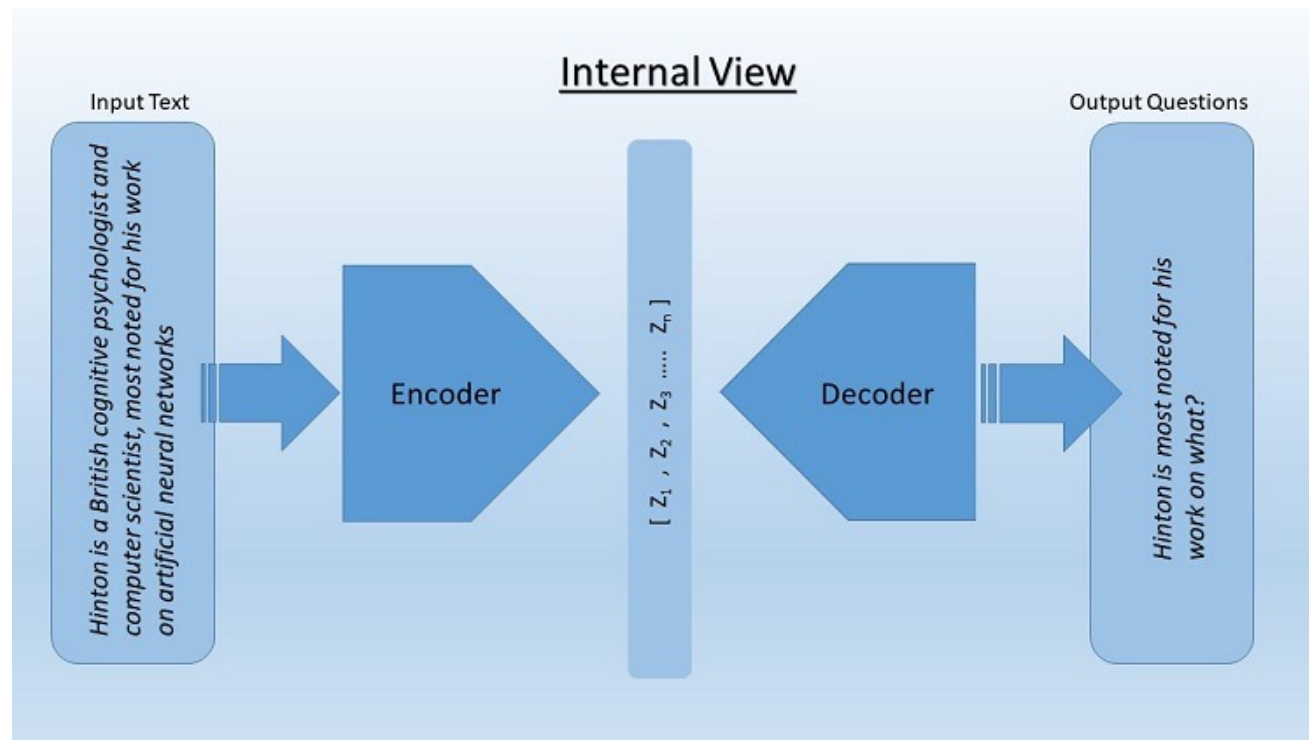 Internal View
Input Text
Output Questions
Hinton is a British cognitive psychologist and
computer scientist, most noted for his work
on artificial neural networks
Encoder
[ Z1 , Z2 , Z3 ..... Zn ]
Decoder
Hinton is most noted for his
work on what?